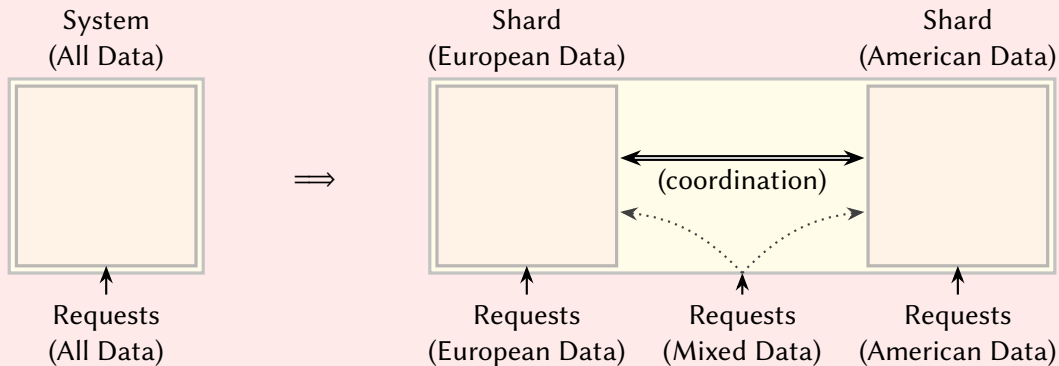 System
(All Data)
Shard
(European Data)
Shard
(American Data)
⟹
(coordination)
Requests
(All Data)
Requests
(European Data)
Requests
(Mixed Data)
Requests
(American Data)